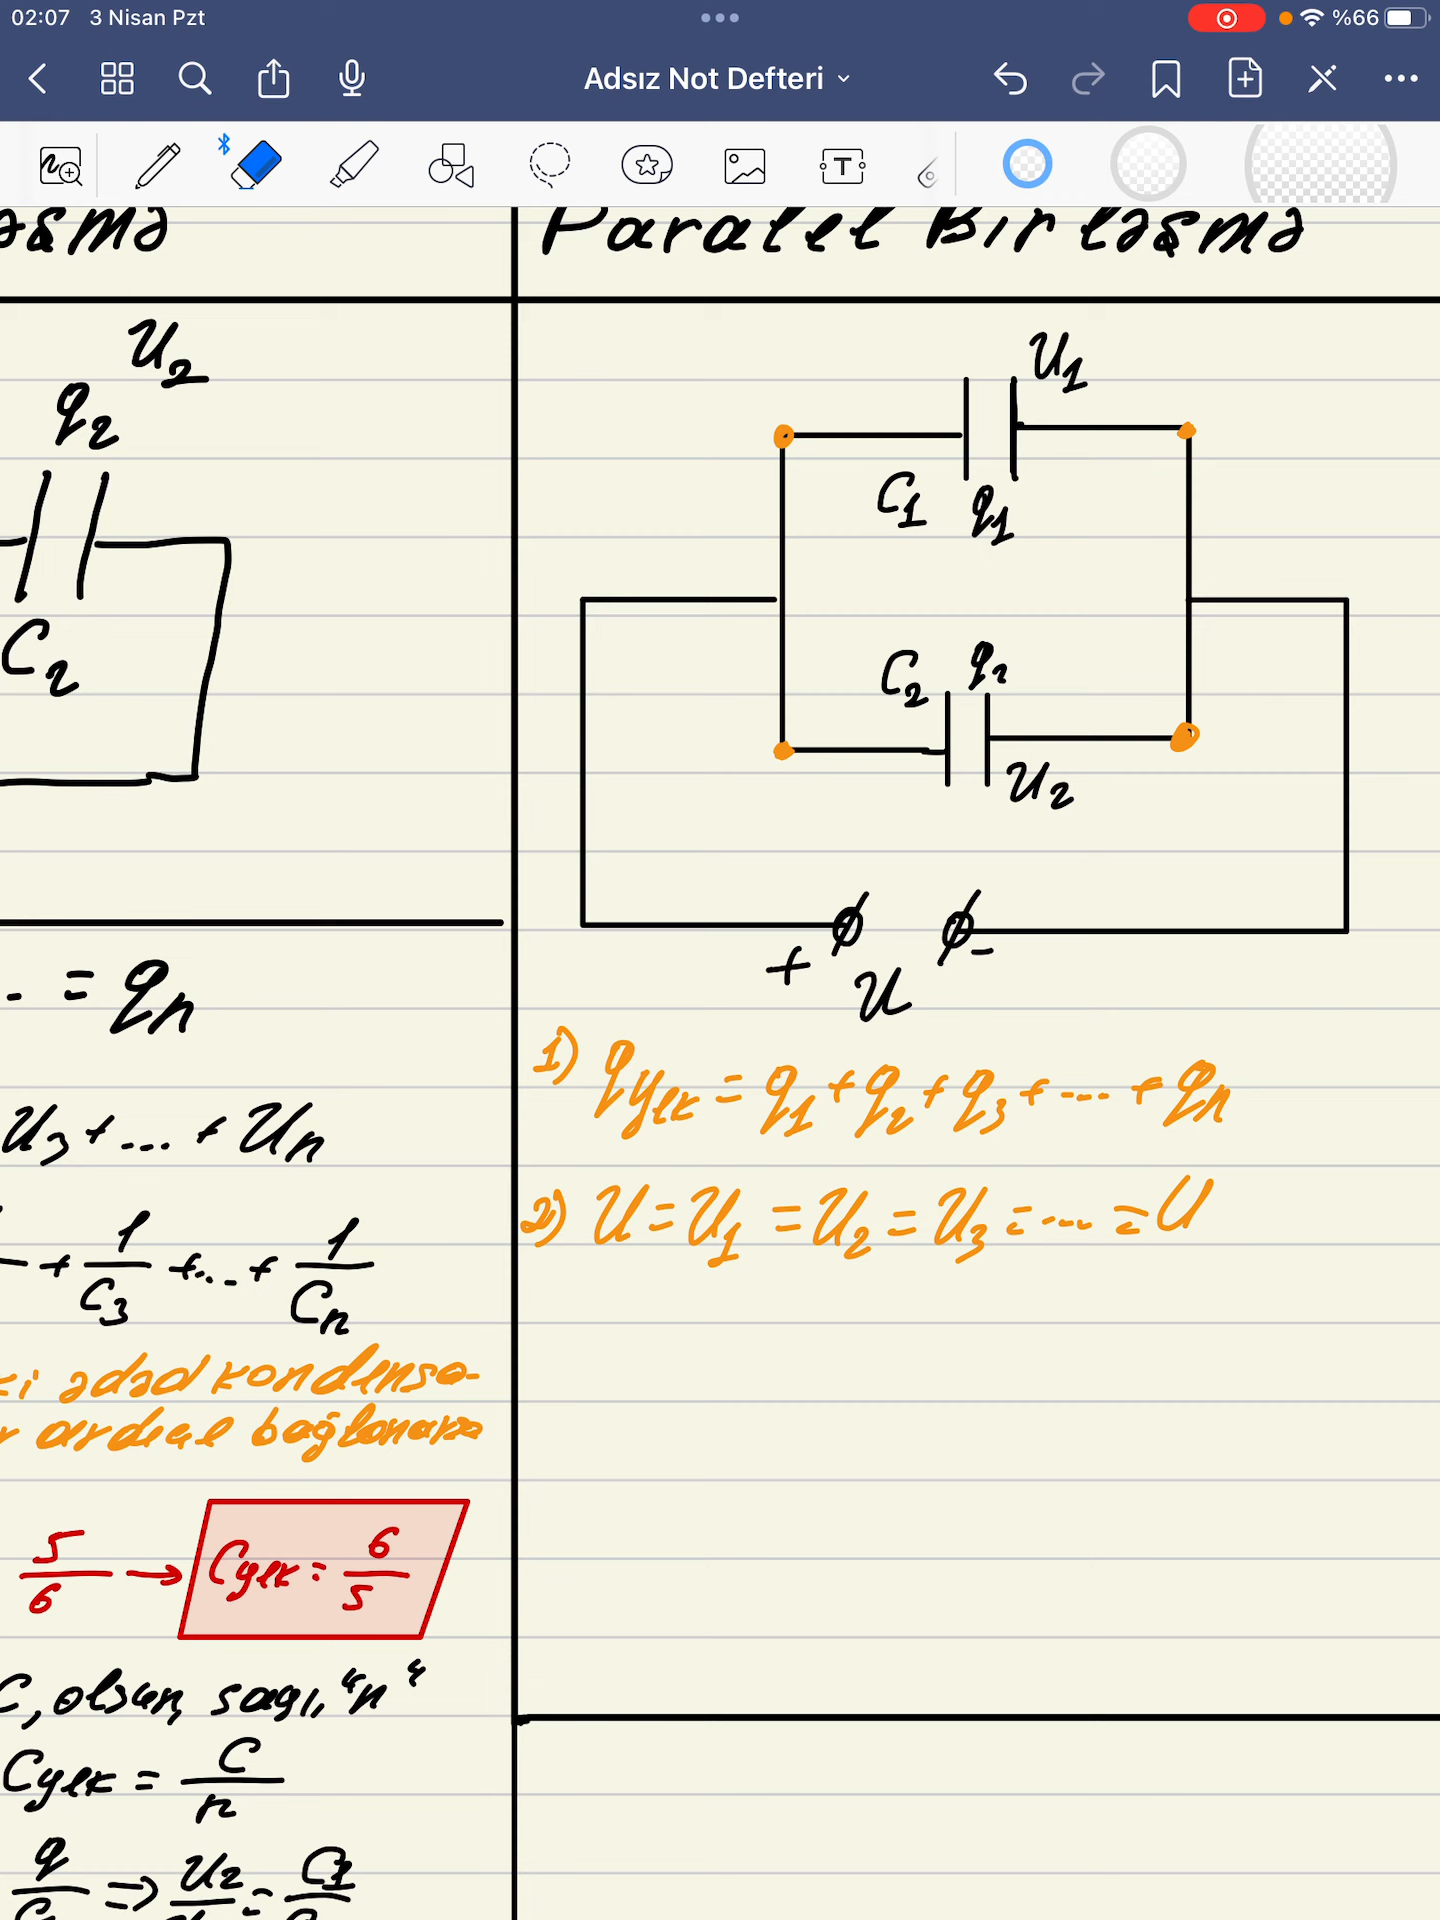 02:07 3 Nisan Pzt %66
Adsız Not Defteri
T
Paralel Birləşmə
U₂
q₂
C₂
U₁
C₁ q₁
C₂ q₂
U₂
+ U -
- = qₙ
U₃ + ... + Uₙ
+ 1/C₃ + ... + 1/Cₙ
1) qyek = q₁ + q₂ + q₃ + ... + qₙ
2) U = U₁ = U₂ = U₃ = ... = U
ədəd kondensa-
ardıcıl bağlanarsa
5/6 → Cyek = 6/5
C, olsun, sayı, "n"
Cyek = C/n